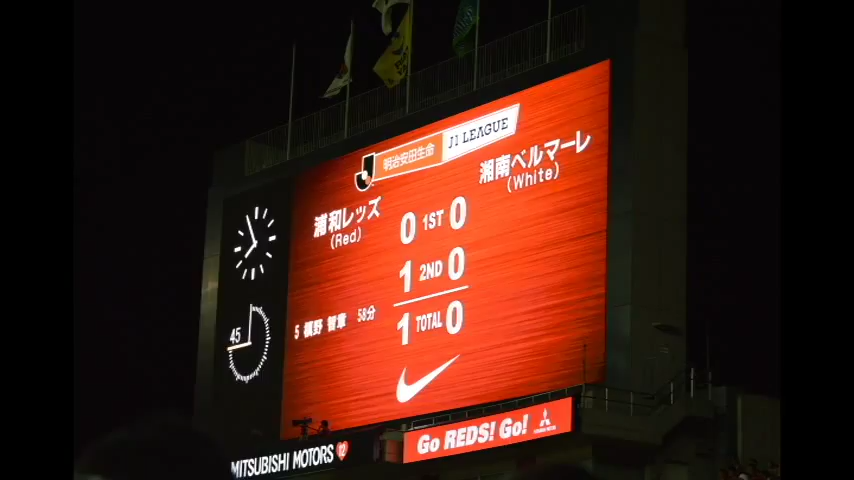 明治安田生命 J1 LEAGUE
浦和レッズ 湘南ベルマーレ
(Red) (White)
0 1ST 0
1 2ND 0
5 槙野 智章 58分
1 TOTAL 0
45
Go REDS! Go!
MITSUBISHI MOTORS 12